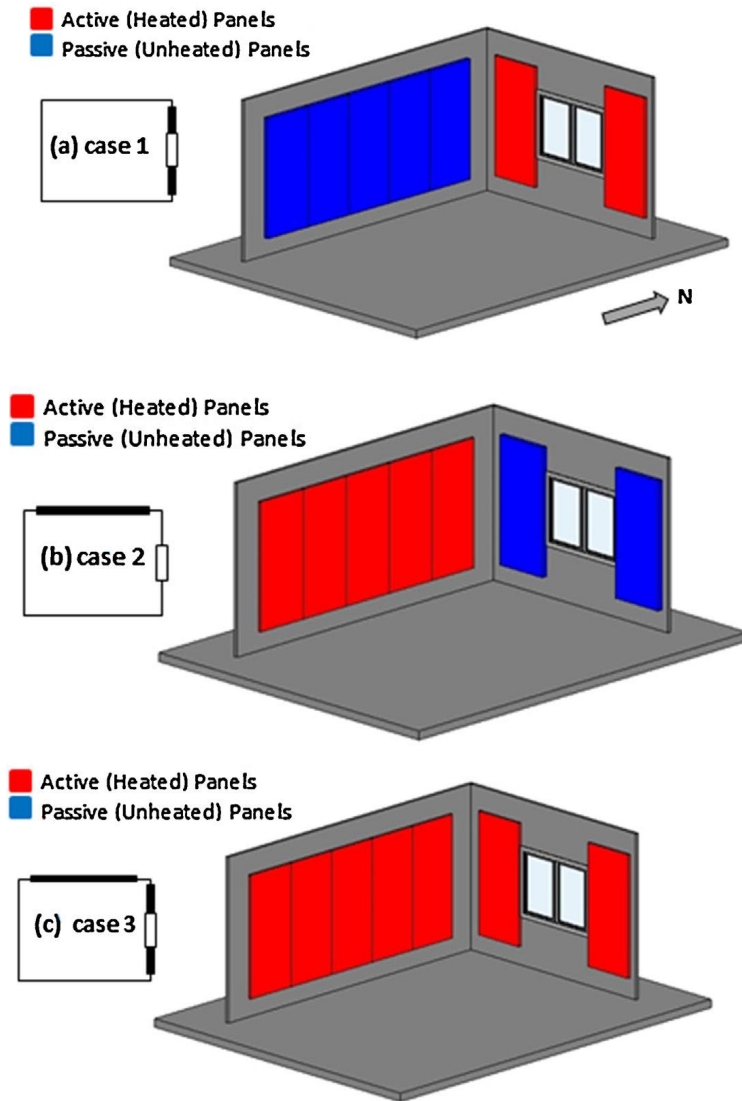 Active (Heated) Panels
Passive (Unheated) Panels
(a) case 1
N
Active (Heated) Panels
Passive (Unheated) Panels
(b) case 2
Active (Heated) Panels
Passive (Unheated) Panels
(c) case 3